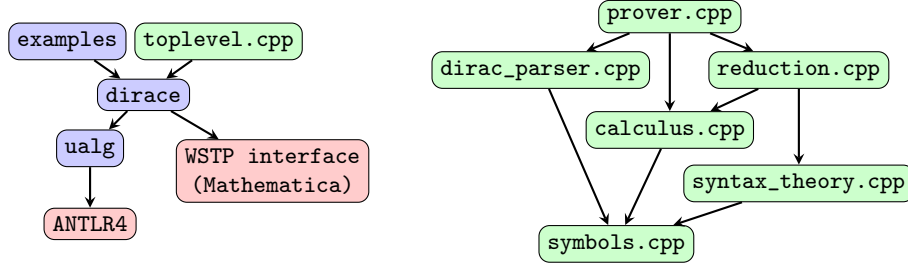 examples
toplevel.cpp
dirace
ualg
WSTP interface
(Mathematica)
ANTLR4
prover.cpp
dirac_parser.cpp
reduction.cpp
calculus.cpp
syntax_theory.cpp
symbols.cpp